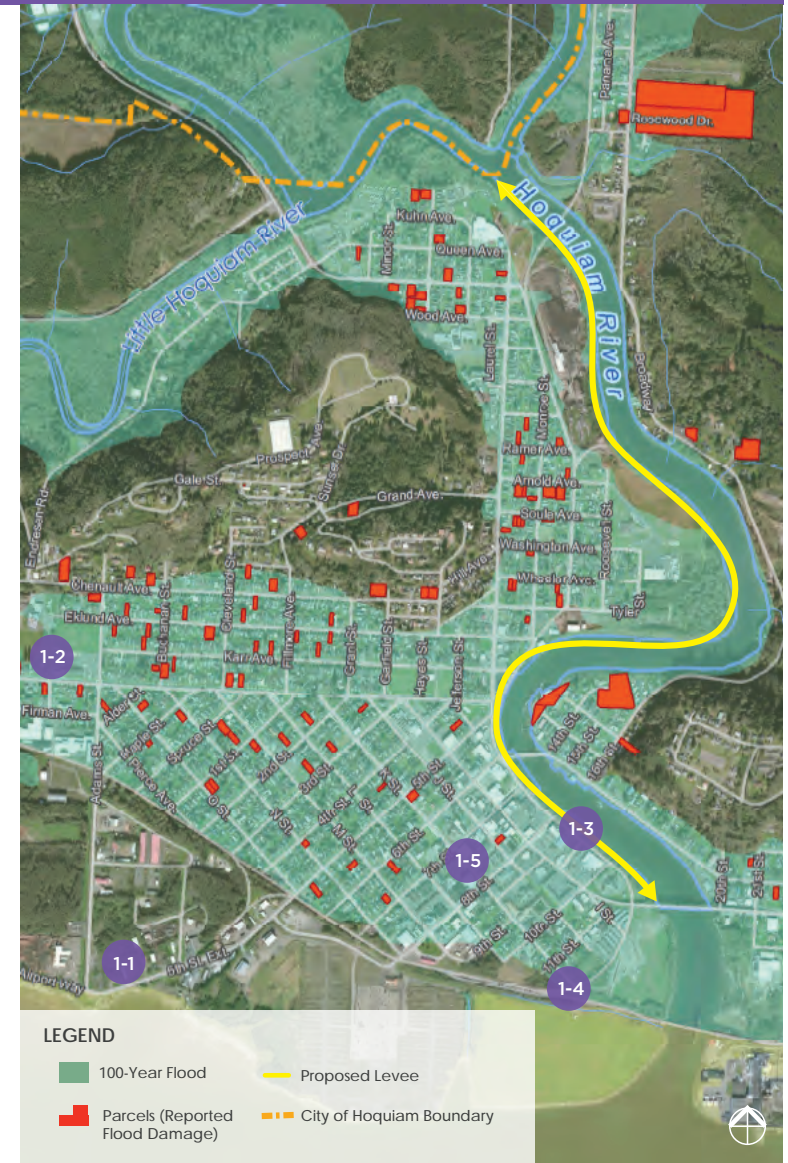 Panama Ave.
Rosewood Dr.
Hoquiam River
Little Hoquiam River
Kuhn Ave.
Minor St.
Queen Ave.
Wood Ave.
Laurel St.
Broadway
Monroe St.
Ramer Ave.
Prospect Ave
Sunset Dr.
Gale St.
Grand Ave.
Arnold Ave.
Soule Ave.
Endresen Rd.
Washington Ave.
Roosevelt St.
Hill Ave.
Wheeler Ave.
Chenault Ave.
Cleveland St.
Buchanan St.
Eklund Ave.
Fillmore Ave.
Tyler St.
Grant St.
Garfield St.
Hayes St.
Jefferson St.
Karr Ave.
1-2
Firman Ave.
Alder St.
Maple St.
Spruce St.
14th St.
15th St.
16th St.
Adams St.
Pierce Ave.
1st St.
2nd St.
3rd St.
K St.
5th St.
J St.
O St.
N St.
4th St.
L St.
M St.
6th St.
7th
1-3
1-5
8th St.
20th St.
21st St.
I St.
9th St.
10th St.
11th St.
1-1
6th St. Ext.
Airport Way
1-4
LEGEND
100-Year Flood
Proposed Levee
Parcels (Reported
Flood Damage)
City of Hoquiam Boundary